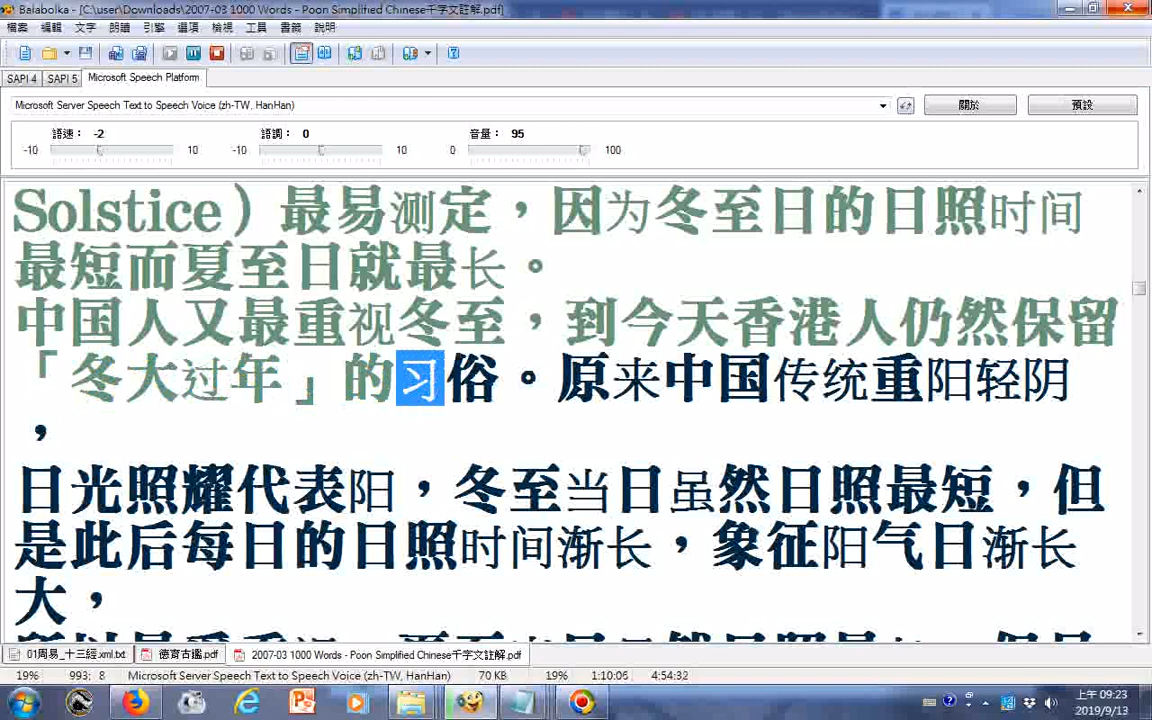 Balabolka - [C:\user\Downloads\2007-03 1000 Words - Poon Simplified Chinese千字文註解.pdf]
檔案 編輯 文字 朗讀 引擎 選項 檢視 工具 書籤 說明
SAPI 4 SAPI 5 Microsoft Speech Platform
Microsoft Server Speech Text to Speech Voice (zh-TW, HanHan) 關於 預設
語速： -2 語調： 0 音量： 95
-10 10 -10 10 0 100
Solstice）最易测定，因为冬至日的日照时间
最短而夏至日就最长。
中国人又最重视冬至，到今天香港人仍然保留
「冬大过年」的习俗。原来中国传统重阳轻阴
，
日光照耀代表阳，冬至当日虽然日照最短，但
是此后每日的日照时间渐长，象征阳气日渐长
大，
01周易_十三經.xml.txt 德育古鑑.pdf 2007-03 1000 Words - Poon Simplified Chinese千字文註解.pdf
19% 993: 8 Microsoft Server Speech Text to Speech Voice (zh-TW, HanHan) 70 KB 19% 1:10:06 4:54:32
上午 09:23
2019/9/13